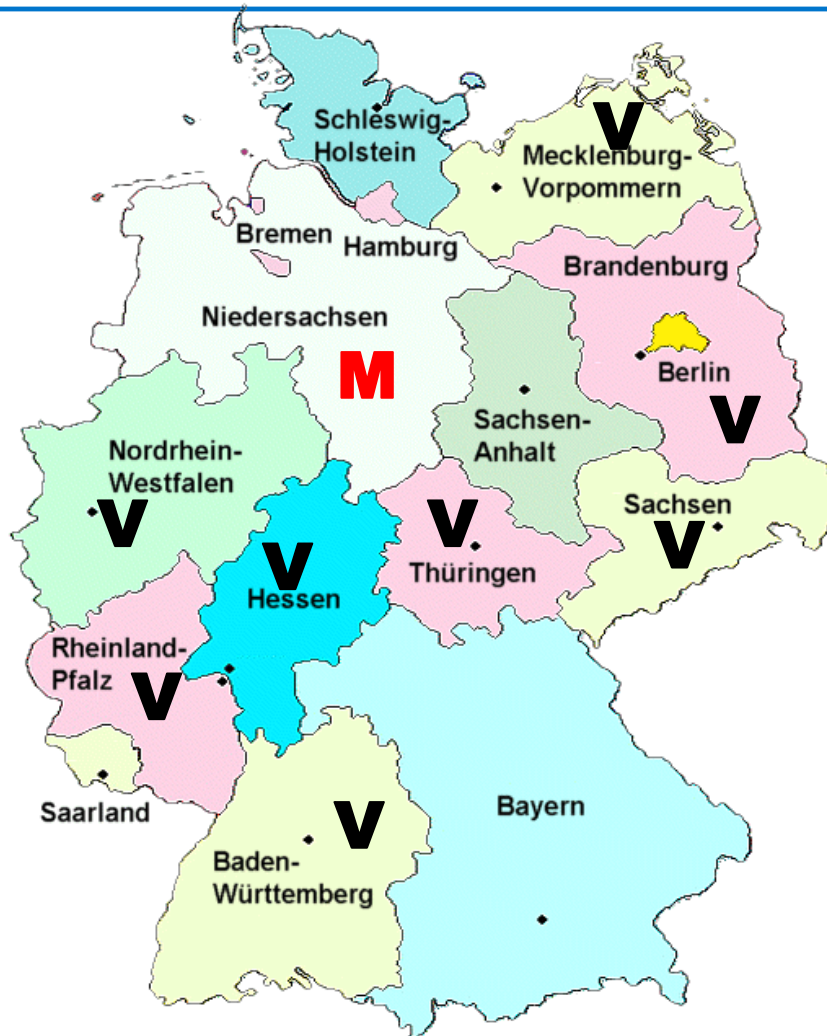 Schleswig-
Holstein
V
Mecklenburg-
Vorpommern
Bremen
Hamburg
Brandenburg
Niedersachsen
M
Berlin
V
Sachsen-
Anhalt
Nordrhein-
Westfalen
V
V
Hessen
V
Thüringen
Sachsen
V
Rheinland-
Pfalz
V
Saarland
Bayern
V
Baden-
Württemberg